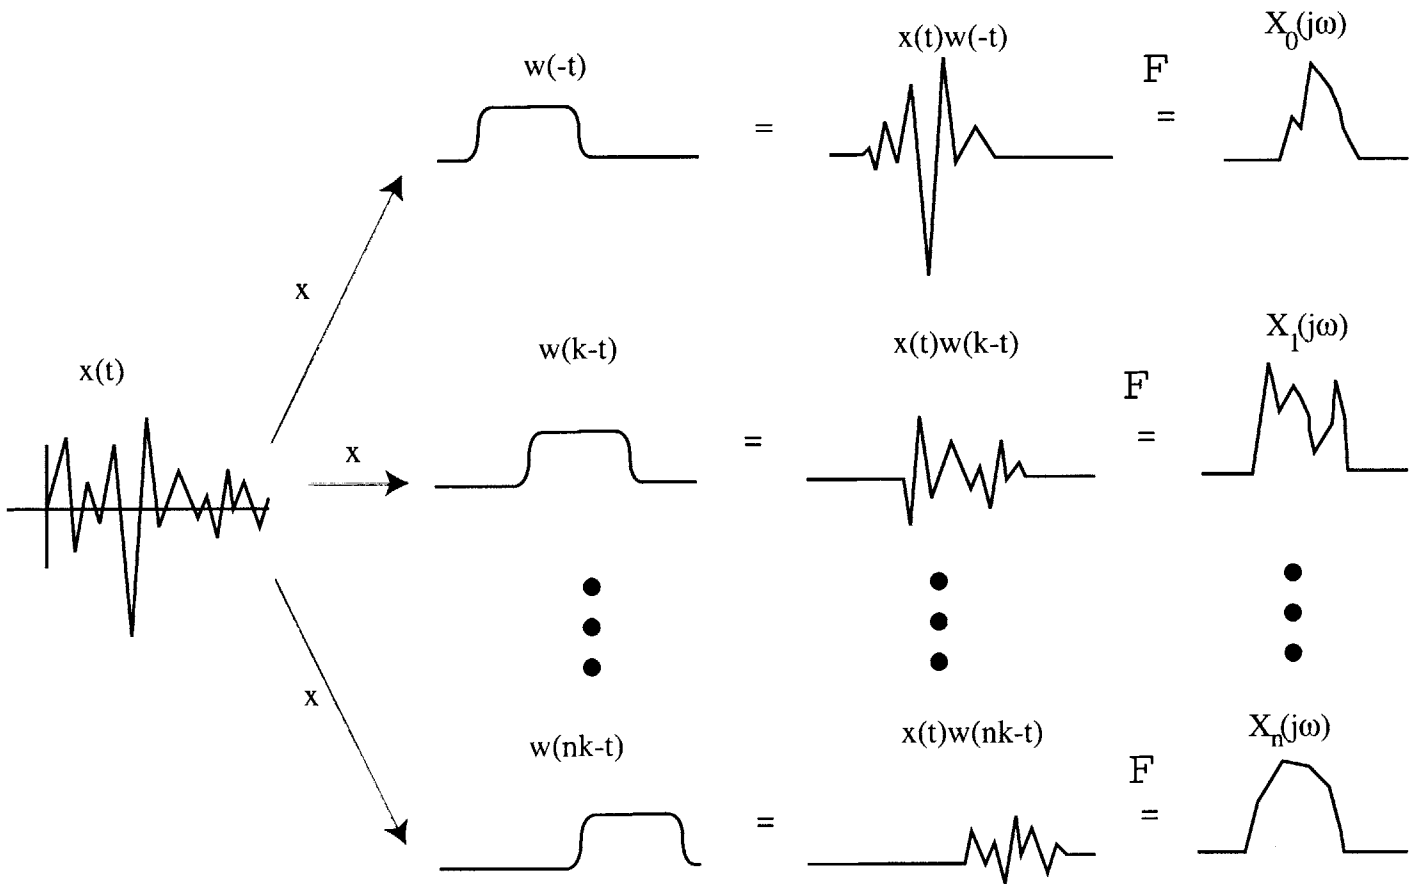 w(-t)
=
x(t)w(-t)
F
=
X₀(jω)
x
x(t)
x
w(k-t)
=
x(t)w(k-t)
F
=
X₁(jω)
x
w(nk-t)
=
x(t)w(nk-t)
F
=
Xₙ(jω)